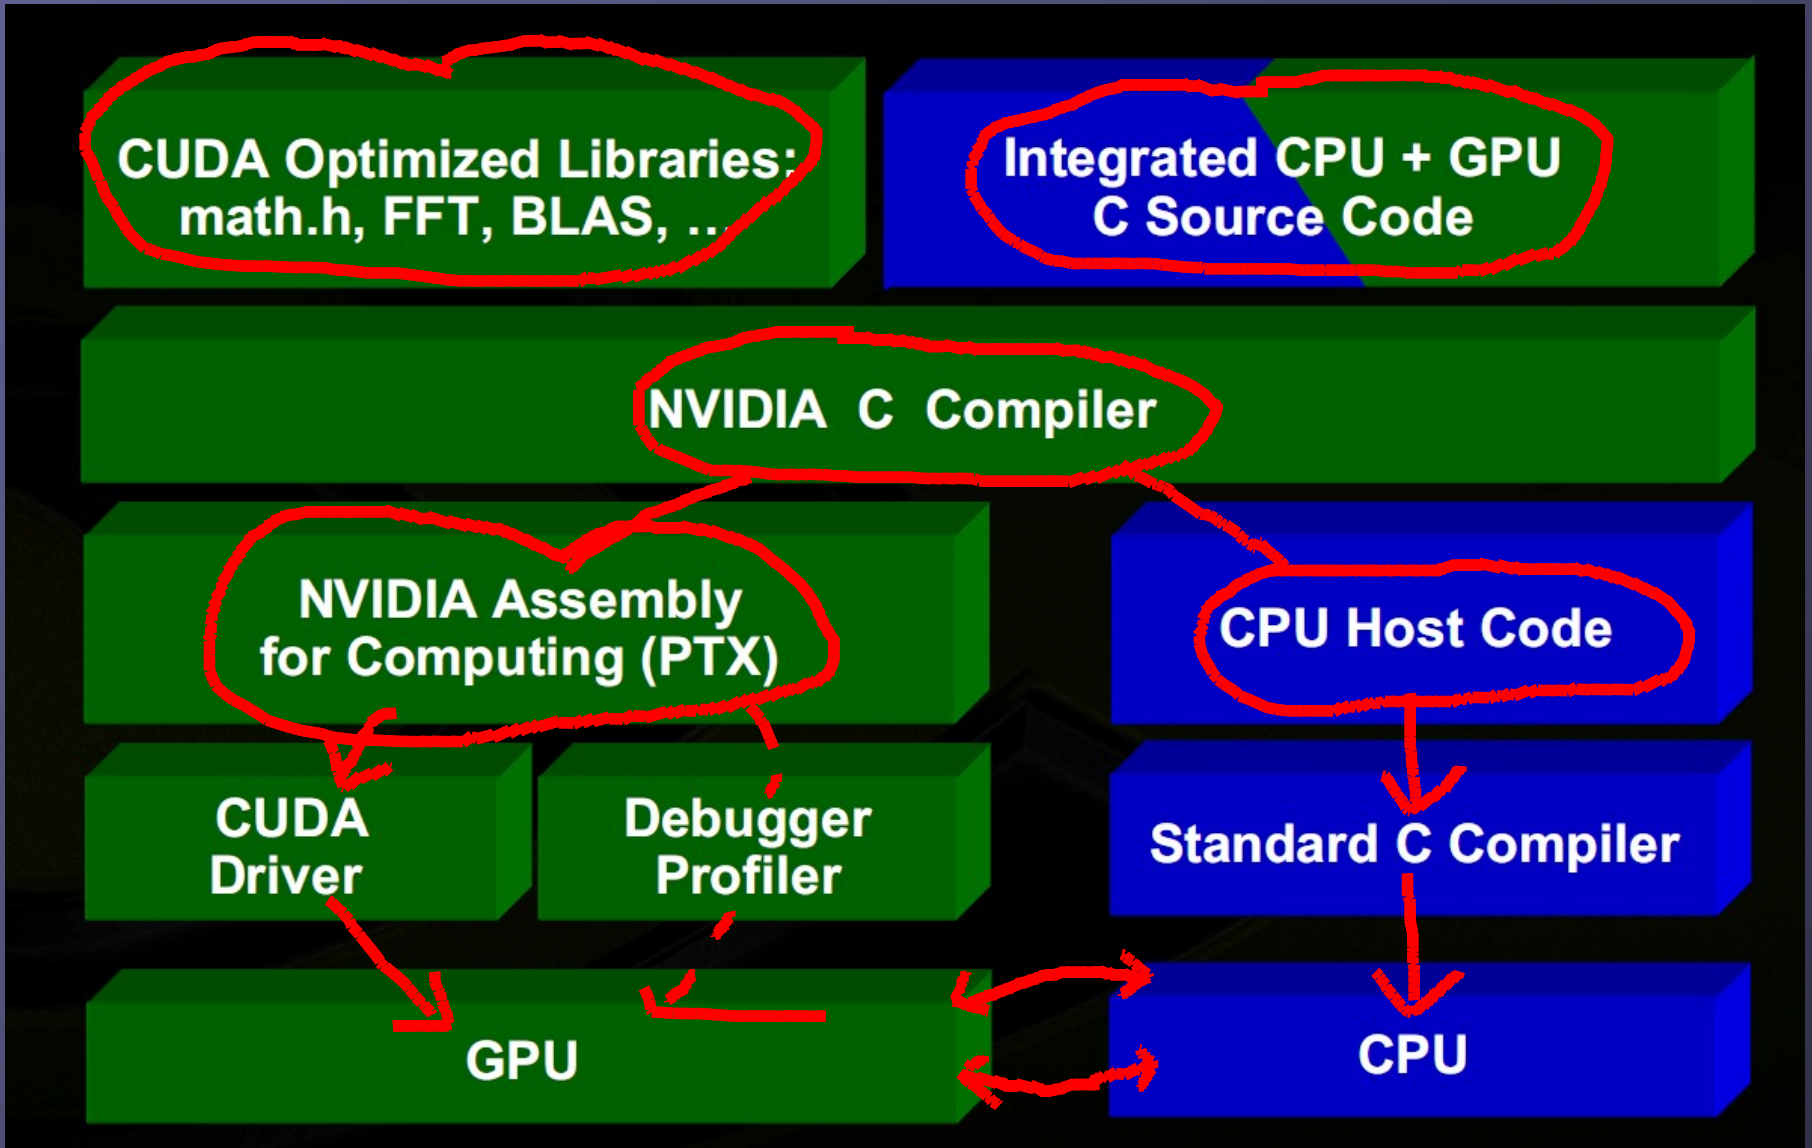 CUDA Optimized Libraries:
math.h, FFT, BLAS, …
Integrated CPU + GPU
C Source Code
NVIDIA C Compiler
NVIDIA Assembly
for Computing (PTX)
CPU Host Code
CUDA
Driver
Debugger
Profiler
Standard C Compiler
GPU
CPU